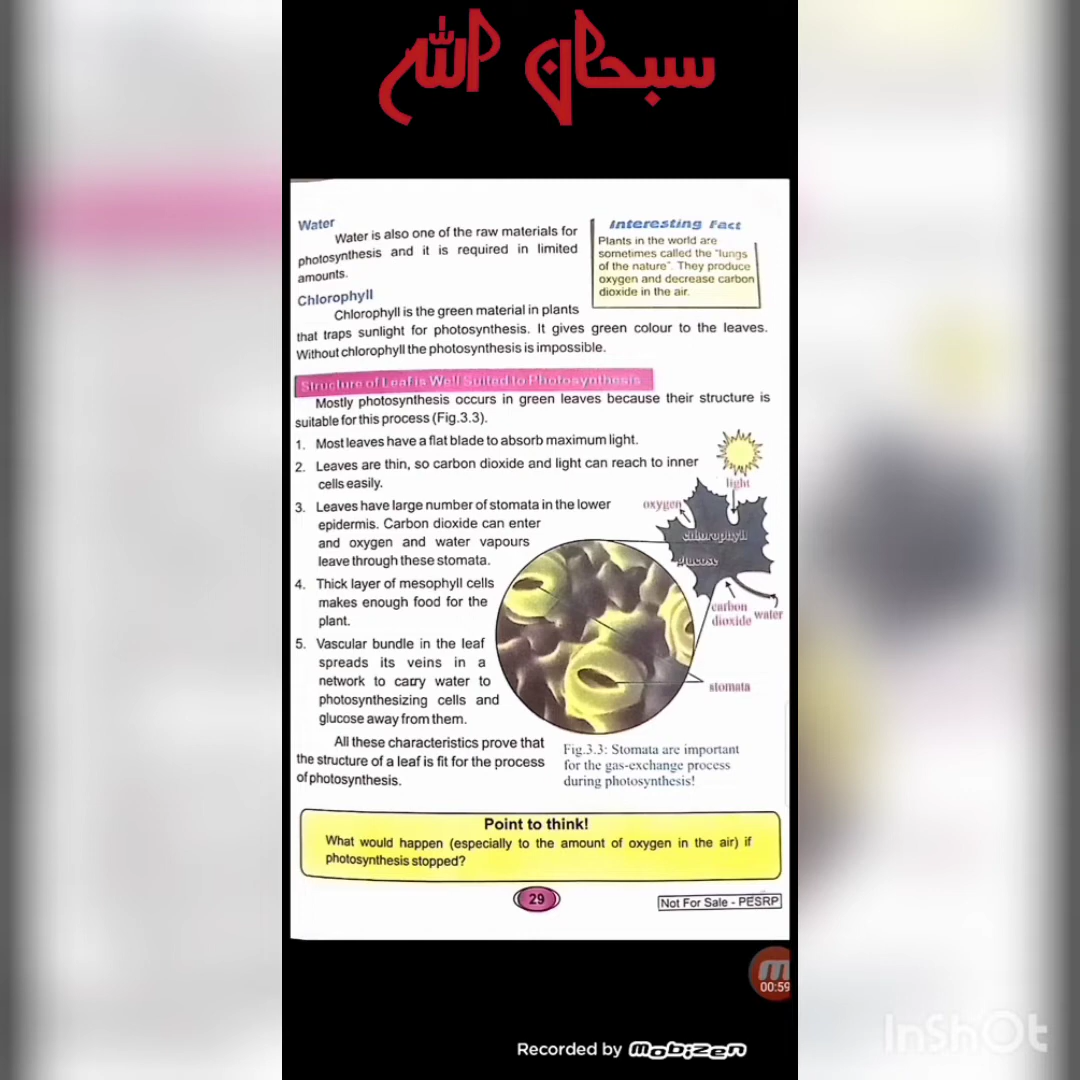 سبحان الله
Water
Water is also one of the raw materials for
photosynthesis and it is required in limited
amounts.
Interesting Fact
Plants in the world are
sometimes called the "lungs
of the nature". They produce
oxygen and decrease carbon
dioxide in the air.
Chlorophyll
Chlorophyll is the green material in plants
that traps sunlight for photosynthesis. It gives green colour to the leaves.
Without chlorophyll the photosynthesis is impossible.
Structure of Leaf is Well Suited to Photosynthesis
Mostly photosynthesis occurs in green leaves because their structure is
suitable for this process (Fig.3.3).
1. Most leaves have a flat blade to absorb maximum light.
2. Leaves are thin, so carbon dioxide and light can reach to inner
cells easily.
3. Leaves have large number of stomata in the lower
epidermis. Carbon dioxide can enter
and oxygen and water vapours
leave through these stomata.
4. Thick layer of mesophyll cells
makes enough food for the
plant.
5. Vascular bundle in the leaf
spreads its veins in a
network to carry water to
photosynthesizing cells and
glucose away from them.
All these characteristics prove that
the structure of a leaf is fit for the process
of photosynthesis.
light
oxygen
chlorophyll
glucose
carbon
dioxide
water
stomata
Fig.3.3: Stomata are important
for the gas-exchange process
during photosynthesis!
Point to think!
What would happen (especially to the amount of oxygen in the air) if
photosynthesis stopped?
29
Not For Sale - PESRP
00:59
Recorded by Mobizen
InShOt